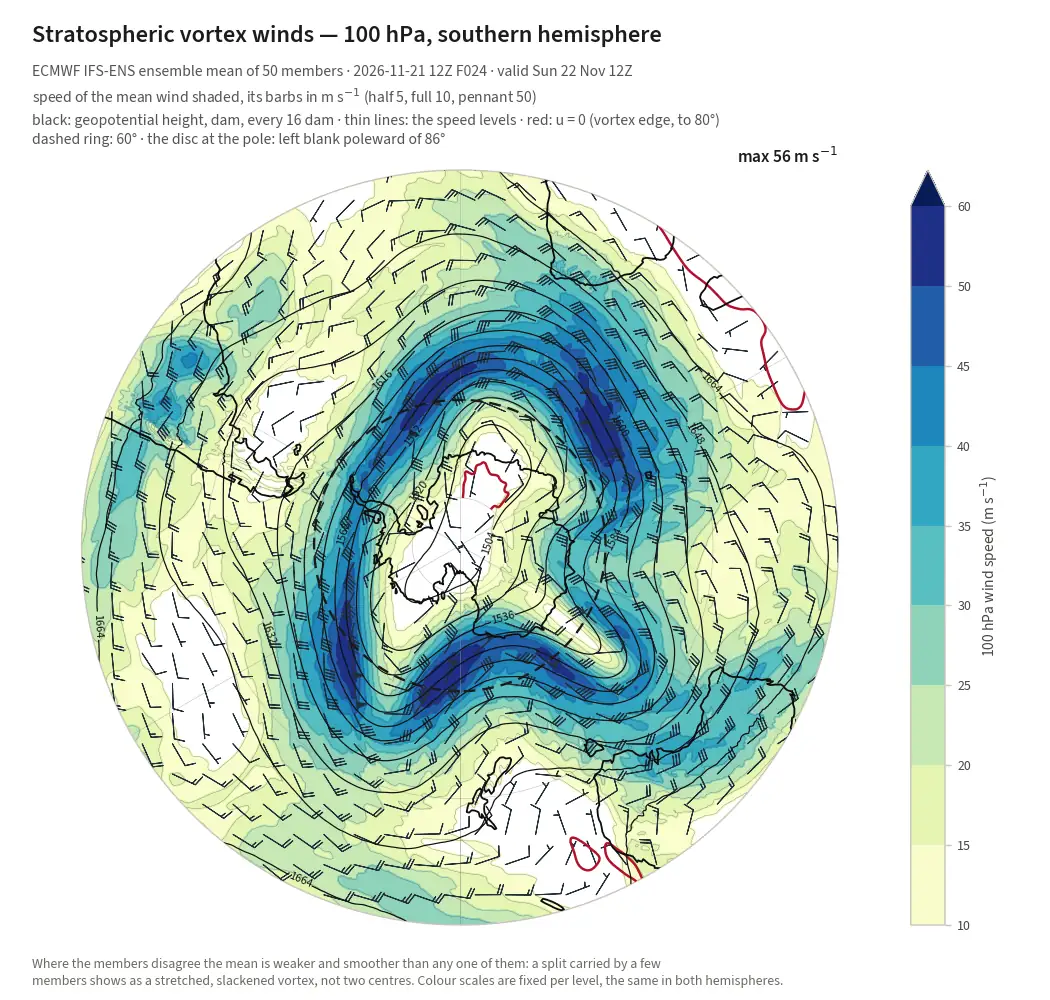 Stratospheric vortex winds — 100 hPa, southern hemisphere
ECMWF IFS-ENS ensemble mean of 50 members · 2026-11-21 12Z F024 · valid Sun 22 Nov 12Z
speed of the mean wind shaded, its barbs in m s⁻¹ (half 5, full 10, pennant 50)
black: geopotential height, dam, every 16 dam · thin lines: the speed levels · red: u = 0 (vortex edge, to 80°)
dashed ring: 60° · the disc at the pole: left blank poleward of 86°
max 56 m s⁻¹
60
50
45
40
35
30
25
20
15
10
100 hPa wind speed (m s⁻¹)
1616
1664
1648
1504
1536
1632
1664
1664
Where the members disagree the mean is weaker and smoother than any one of them: a split carried by a few
members shows as a stretched, slackened vortex, not two centres. Colour scales are fixed per level, the same in both hemispheres.